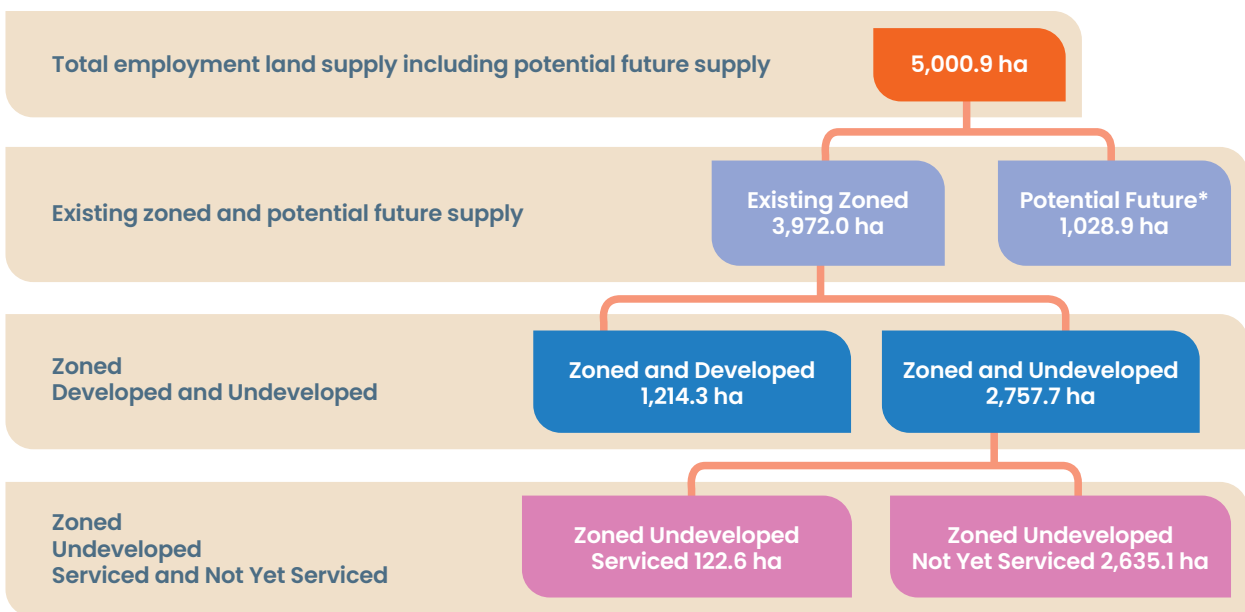 Total employment land supply including potential future supply
5,000.9 ha
Existing zoned and potential future supply
Existing Zoned
3,972.0 ha
Potential Future*
1,028.9 ha
Zoned
Developed and Undeveloped
Zoned and Developed
1,214.3 ha
Zoned and Undeveloped
2,757.7 ha
Zoned
Undeveloped
Serviced and Not Yet Serviced
Zoned Undeveloped
Serviced 122.6 ha
Zoned Undeveloped
Not Yet Serviced 2,635.1 ha